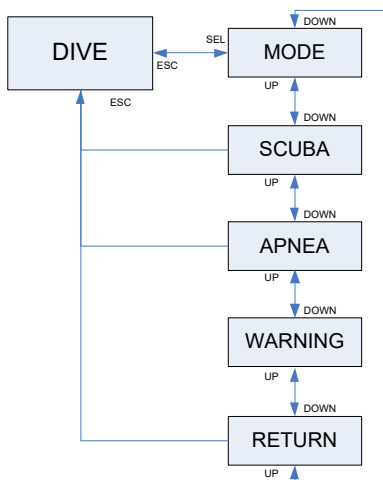 DOWN
DIVE
SEL
MODE
ESC
ESC
UP
DOWN
SCUBA
UP
DOWN
APNEA
UP
DOWN
WARNING
UP
DOWN
RETURN
UP